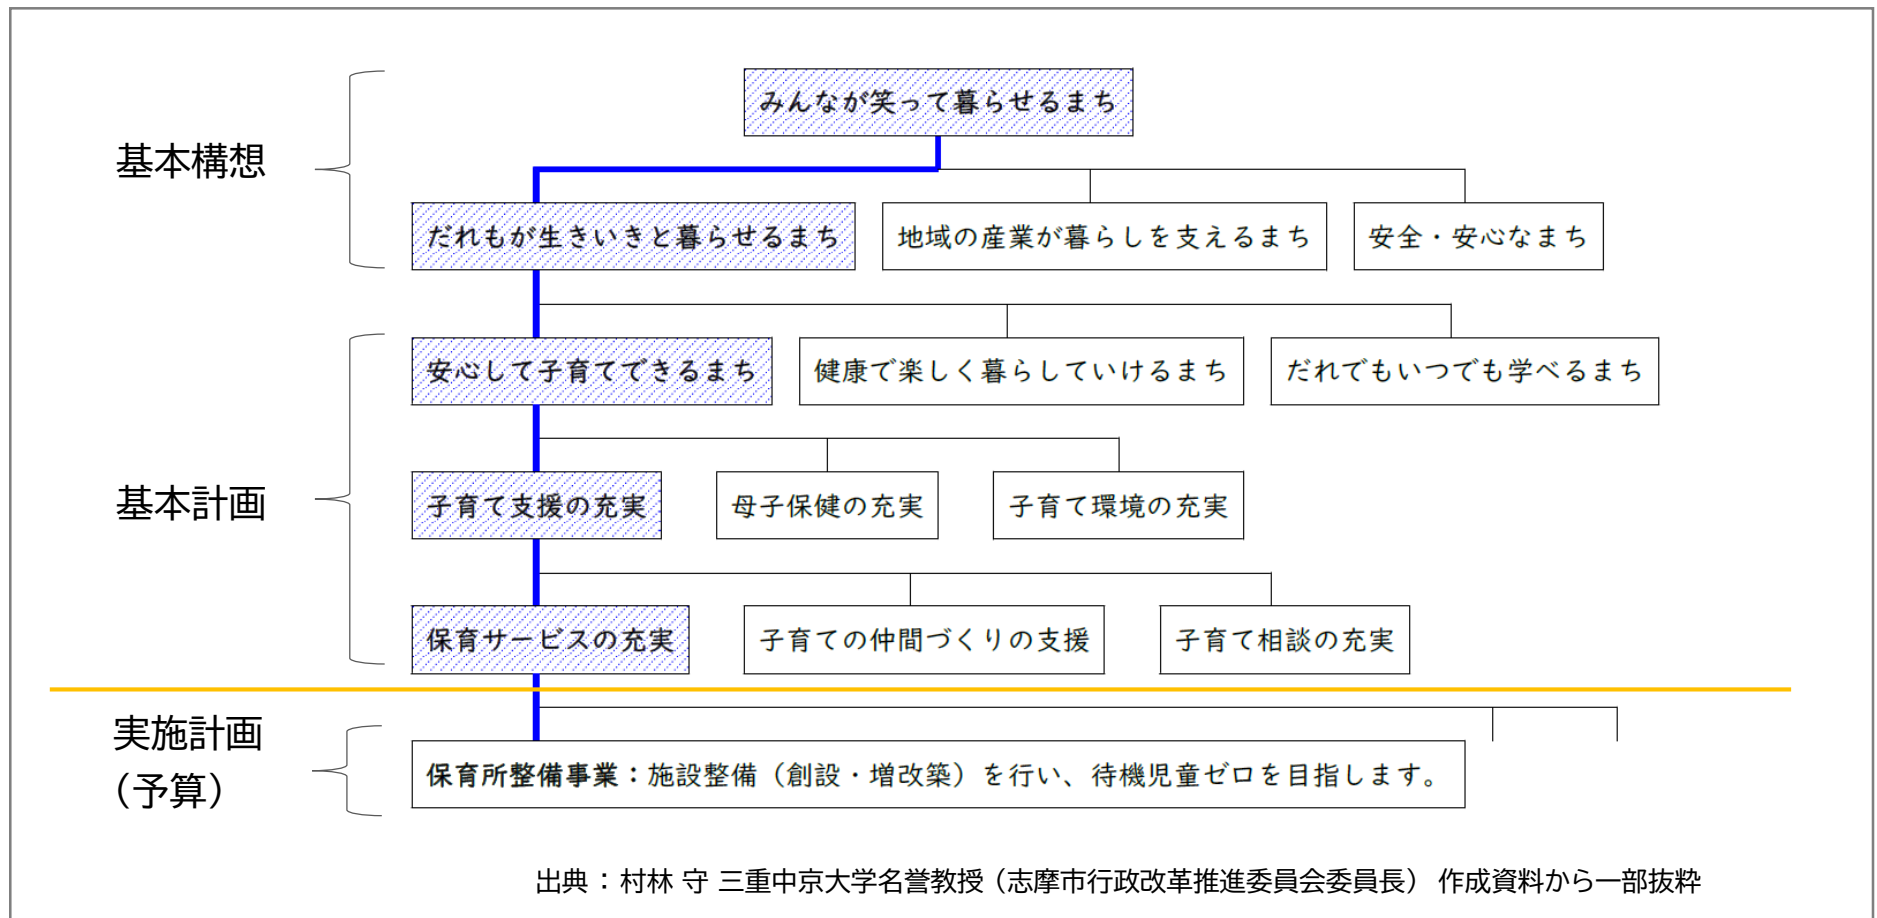 みんなが笑って暮らせるまち
基本構想
だれもが生きいきと暮らせるまち
地域の産業が暮らしを支えるまち
安全・安心なまち
安心して子育てできるまち
健康で楽しく暮らしていけるまち
だれでもいつでも学べるまち
基本計画
子育て支援の充実
母子保健の充実
子育て環境の充実
保育サービスの充実
子育ての仲間づくりの支援
子育て相談の充実
実施計画
（予算）
保育所整備事業：施設整備（創設・増改築）を行い、待機児童ゼロを目指します。
出典：村林 守 三重中京大学名誉教授（志摩市行政改革推進委員会委員長） 作成資料から一部抜粋